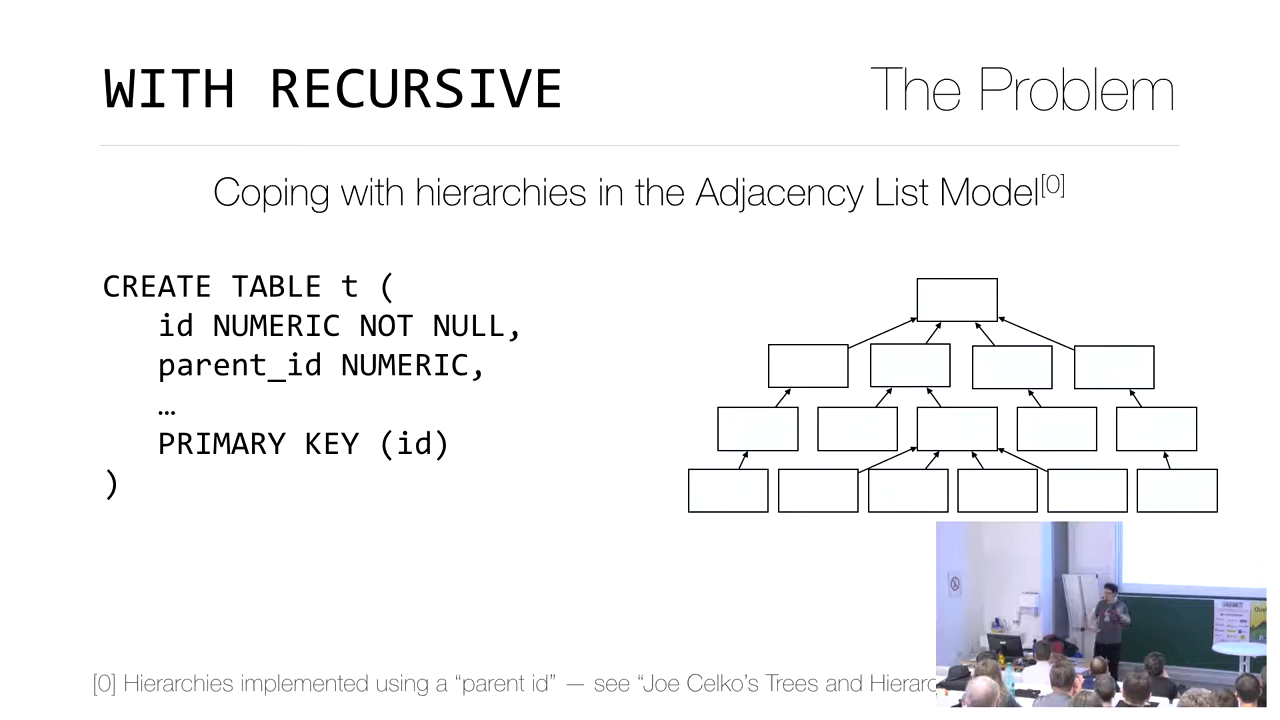 WITH RECURSIVE
The Problem
Coping with hierarchies in the Adjacency List Model[0]
CREATE TABLE t (
id NUMERIC NOT NULL,
parent_id NUMERIC,
…
PRIMARY KEY (id)
)
[0] Hierarchies implemented using a “parent id” — see “Joe Celko’s Trees and